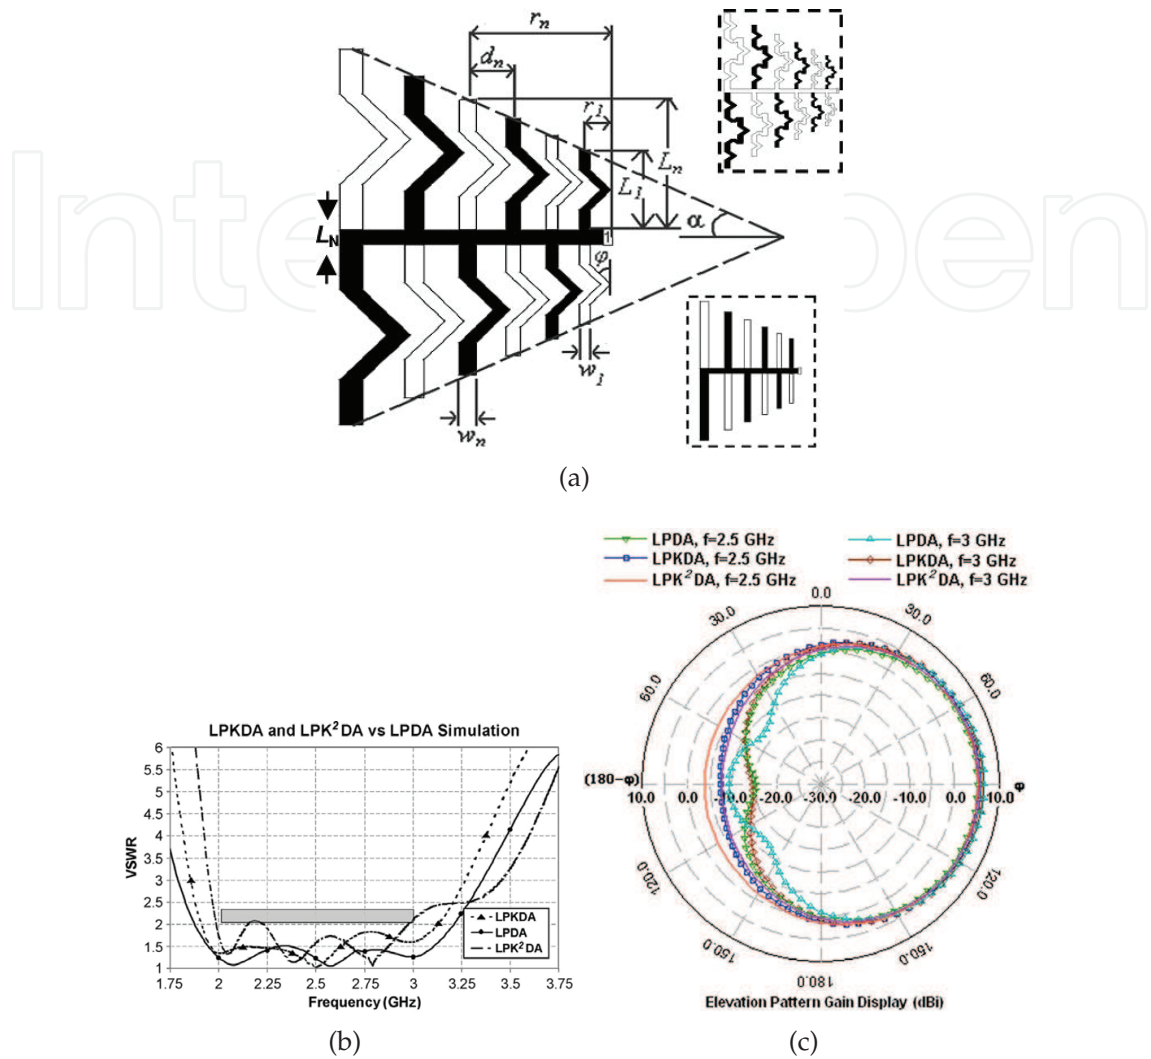 r_n
d_n
r_1
L_n
L_1
α
L_N
1
φ
w_1
w_n
(a)
LPDA, f=2.5 GHz
LPKDA, f=2.5 GHz
LPK²DA, f=2.5 GHz
LPDA, f=3 GHz
LPKDA, f=3 GHz
LPK²DA, f=3 GHz
0.0
30.0 30.0
60.0 60.0
(180-φ) φ
10.0 0.0 -10.0 -20.0 -30.0 -20.0 -10.0 0.0 10.0
120.0 120.0
150.0 150.0
180.0
Elevation Pattern Gain Display (dBi)
LPKDA and LPK²DA vs LPDA Simulation
VSWR
6
5.5
5
4.5
4
3.5
3
2.5
2
1.5
1
LPKDA
LPDA
LPK²DA
1.75 2 2.25 2.5 2.75 3 3.25 3.5 3.75
Frequency (GHz)
(b) (c)